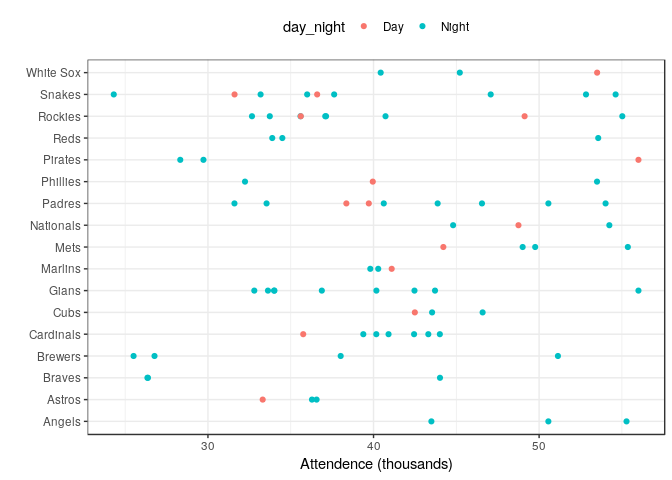 day_night Day Night
White Sox
Snakes
Rockies
Reds
Pirates
Phillies
Padres
Nationals
Mets
Marlins
Gians
Cubs
Cardinals
Brewers
Braves
Astros
Angels
30 40 50
Attendence (thousands)